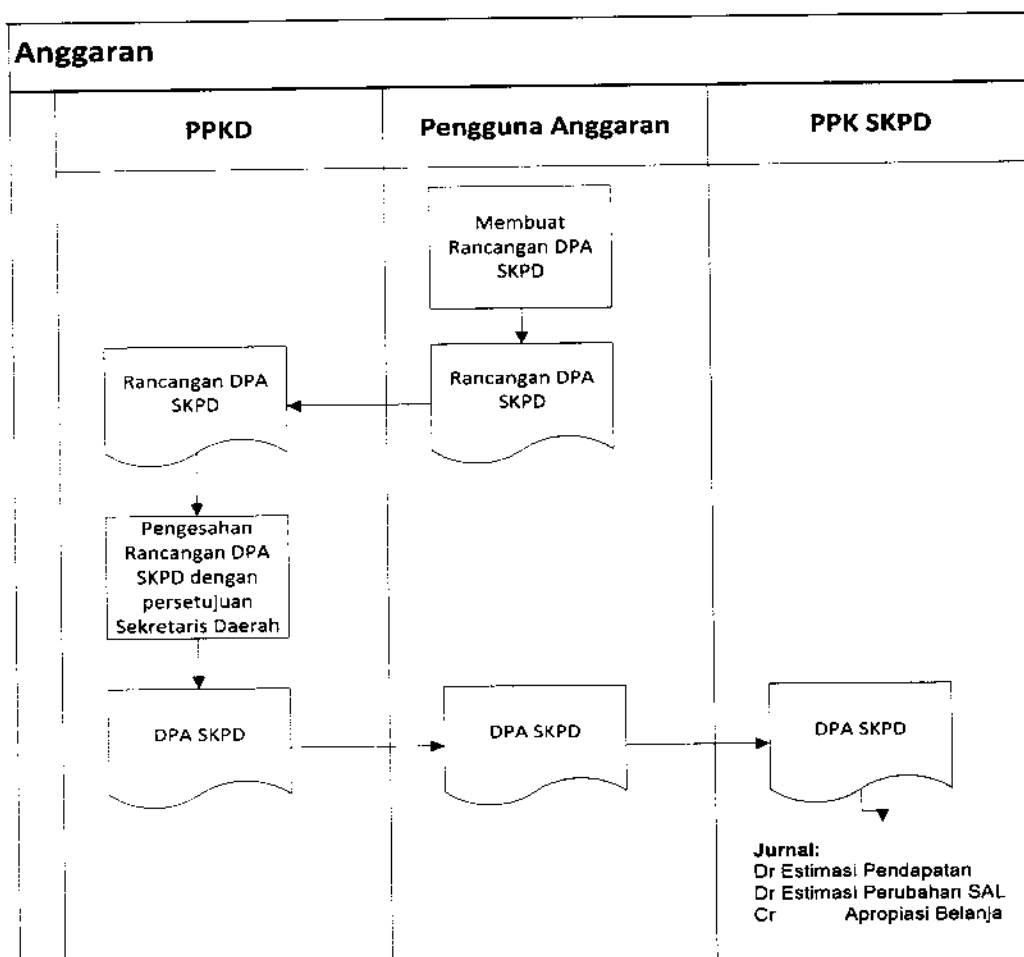 Anggaran
PPKD
Pengguna Anggaran
PPK SKPD
Membuat
Rancangan DPA
SKPD
Rancangan DPA
SKPD
Rancangan DPA
SKPD
Pengesahan
Rancangan DPA
SKPD dengan
persetujuan
Sekretaris Daerah
DPA SKPD
DPA SKPD
DPA SKPD
Jurnal:
Dr Estimasi Pendapatan
Dr Estimasi Perubahan SAL
Cr Apropiasi Belanja